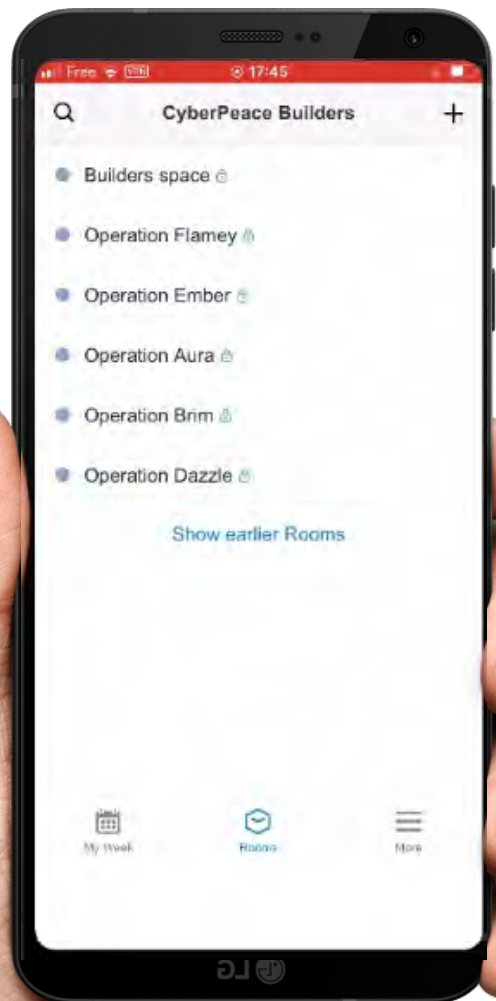 Free VPN 17:45
CyberPeace Builders
Builders space
Operation Flamey
Operation Ember
Operation Aura
Operation Brim
Operation Dazzle
Show earlier Rooms
My Week Rooms More
LG